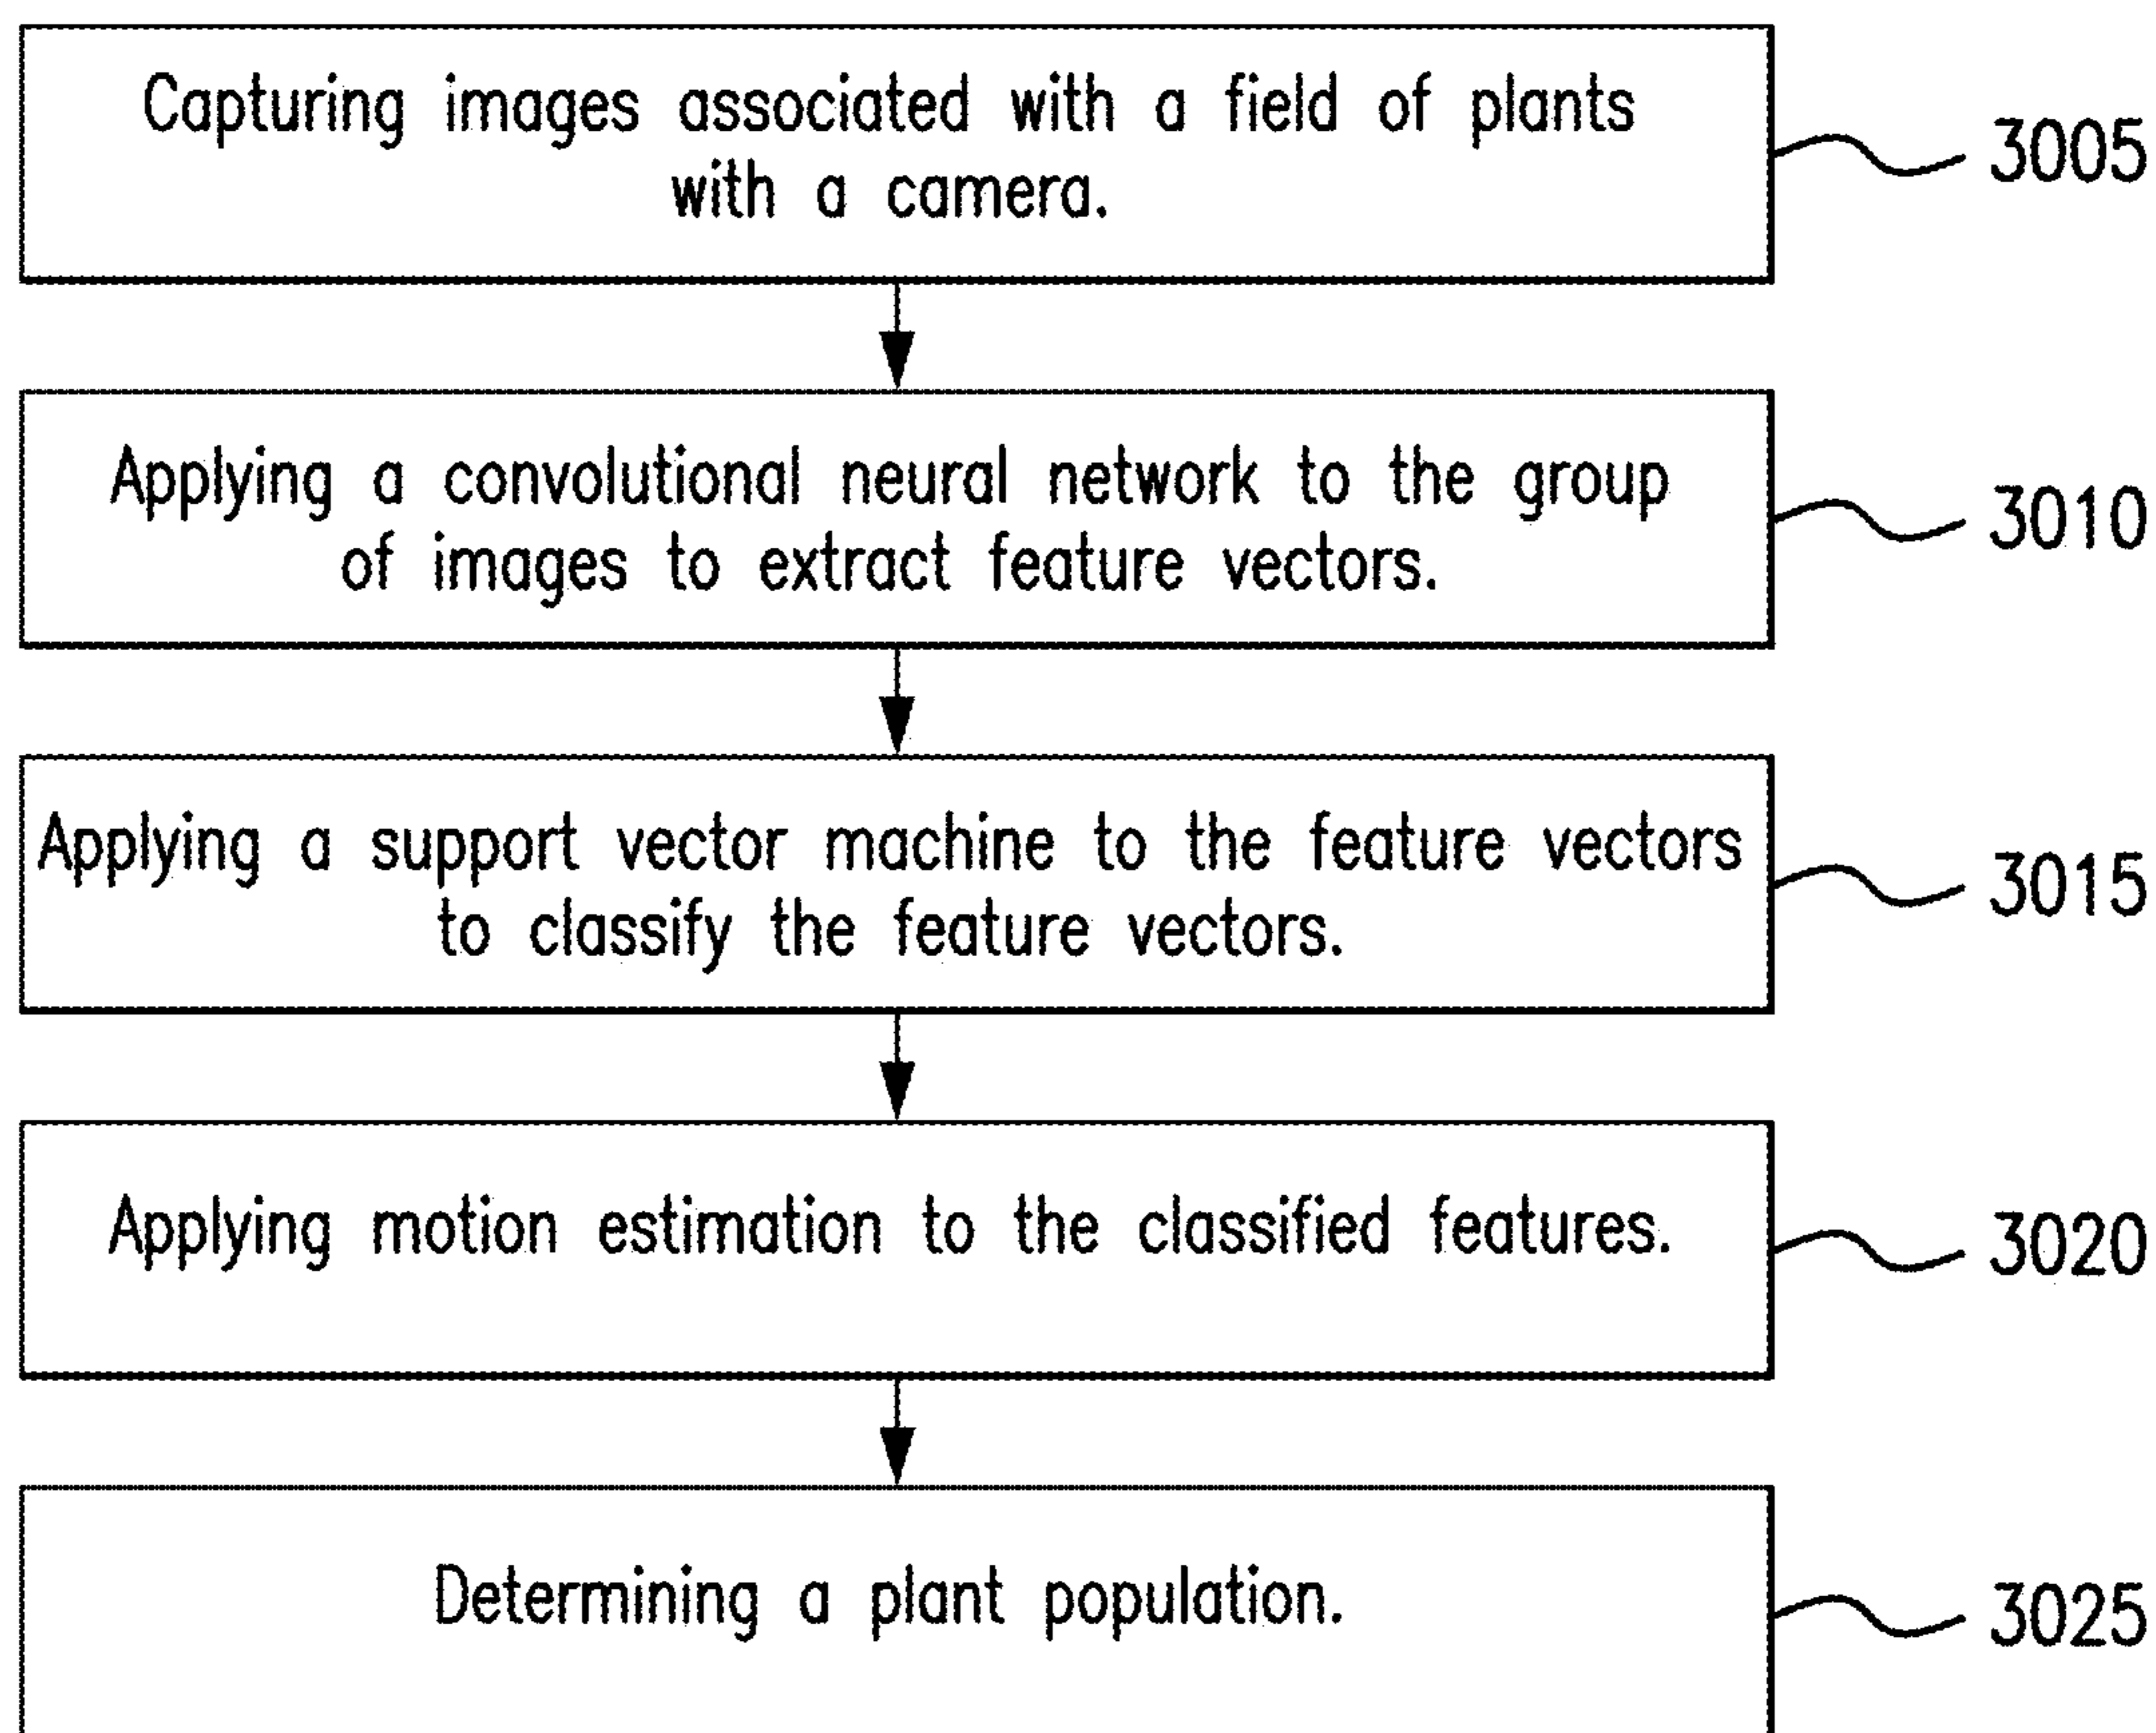 Capturing images associated with a field of plants
with a camera.
3005
Applying a convolutional neural network to the group
of images to extract feature vectors.
3010
Applying a support vector machine to the feature vectors
to classify the feature vectors.
3015
Applying motion estimation to the classified features.
3020
Determining a plant population.
3025